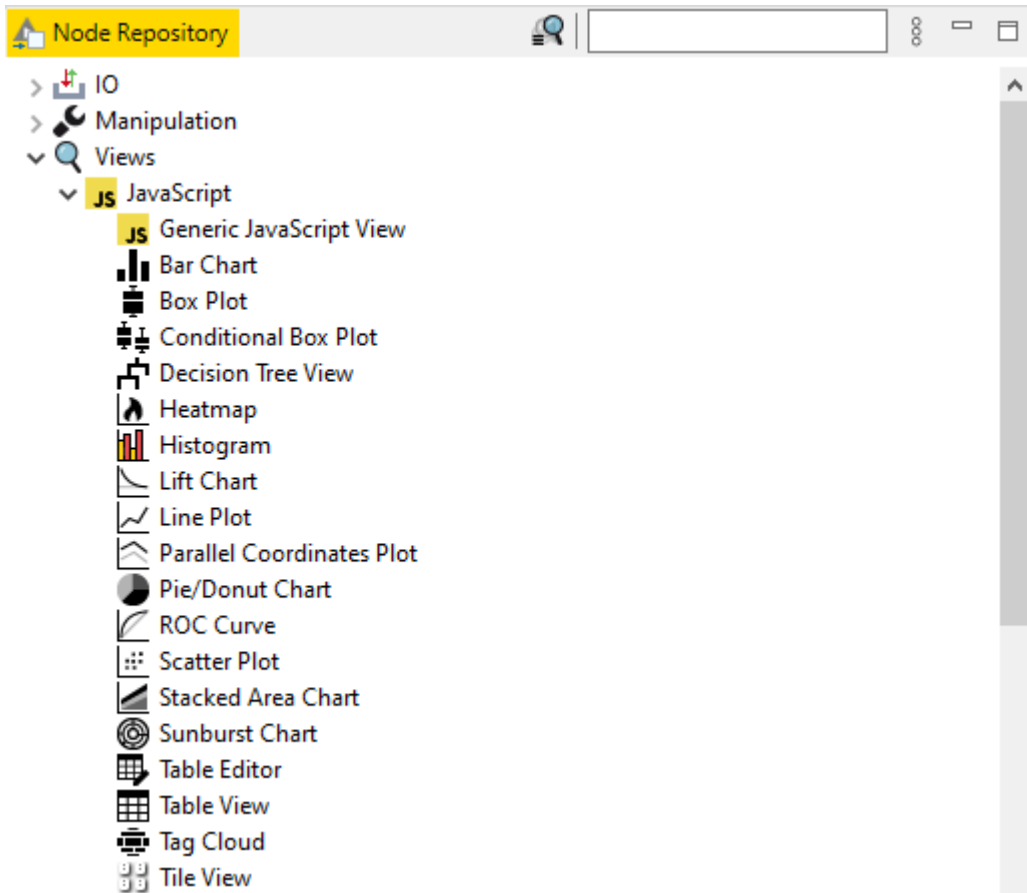 Node Repository
IO
Manipulation
Views
JS JavaScript
JS Generic JavaScript View
Bar Chart
Box Plot
Conditional Box Plot
Decision Tree View
Heatmap
Histogram
Lift Chart
Line Plot
Parallel Coordinates Plot
Pie/Donut Chart
ROC Curve
Scatter Plot
Stacked Area Chart
Sunburst Chart
Table Editor
Table View
Tag Cloud
Tile View